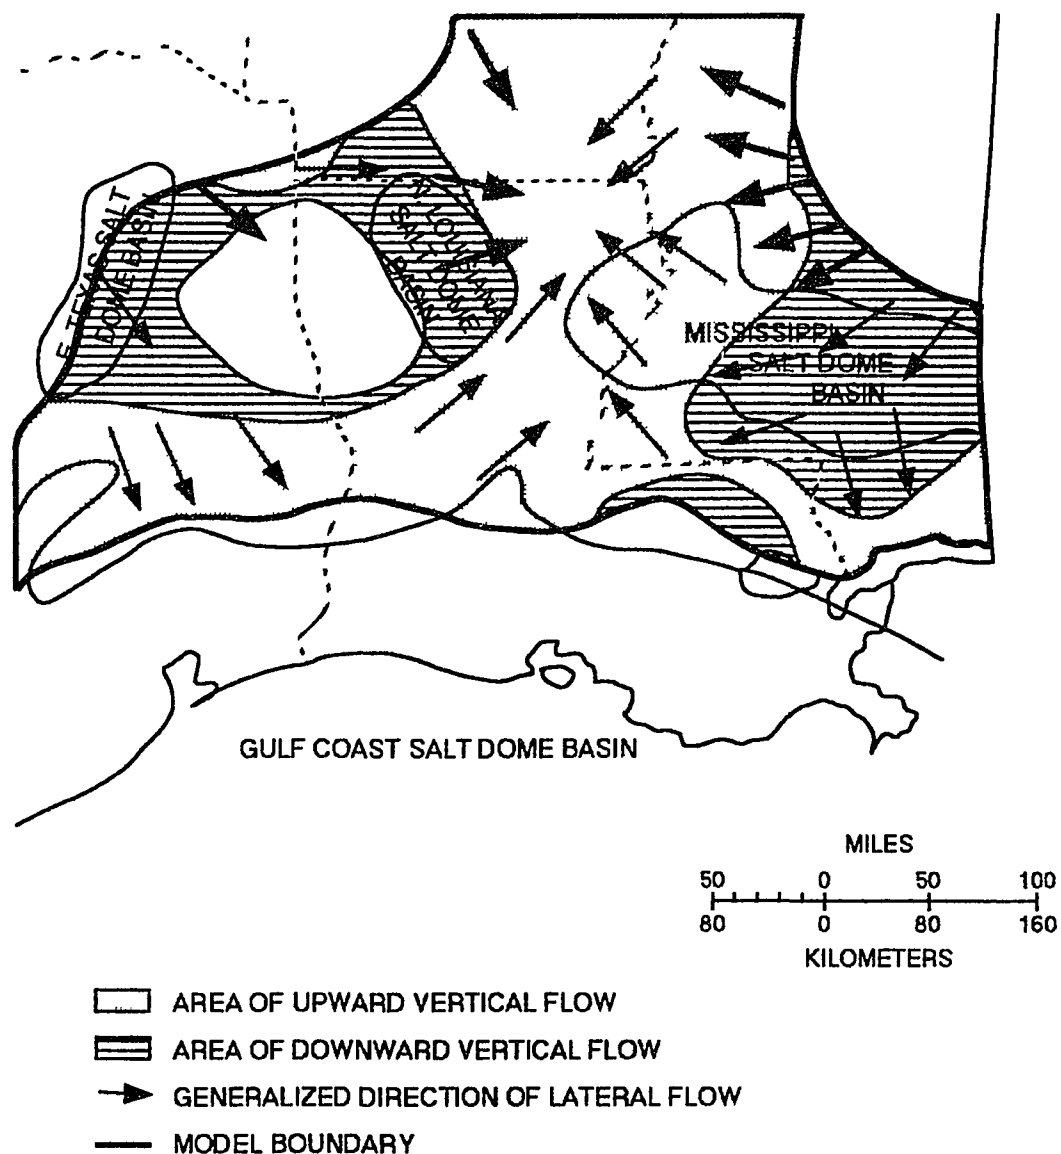 E TEXAS SALT
DOME BASIN
N LOUISIANA
SALT DOME
BASIN
MISSISSIPPI
SALT DOME
BASIN
GULF COAST SALT DOME BASIN
MILES
50 0 50 100
80 0 80 160
KILOMETERS
AREA OF UPWARD VERTICAL FLOW
AREA OF DOWNWARD VERTICAL FLOW
GENERALIZED DIRECTION OF LATERAL FLOW
MODEL BOUNDARY